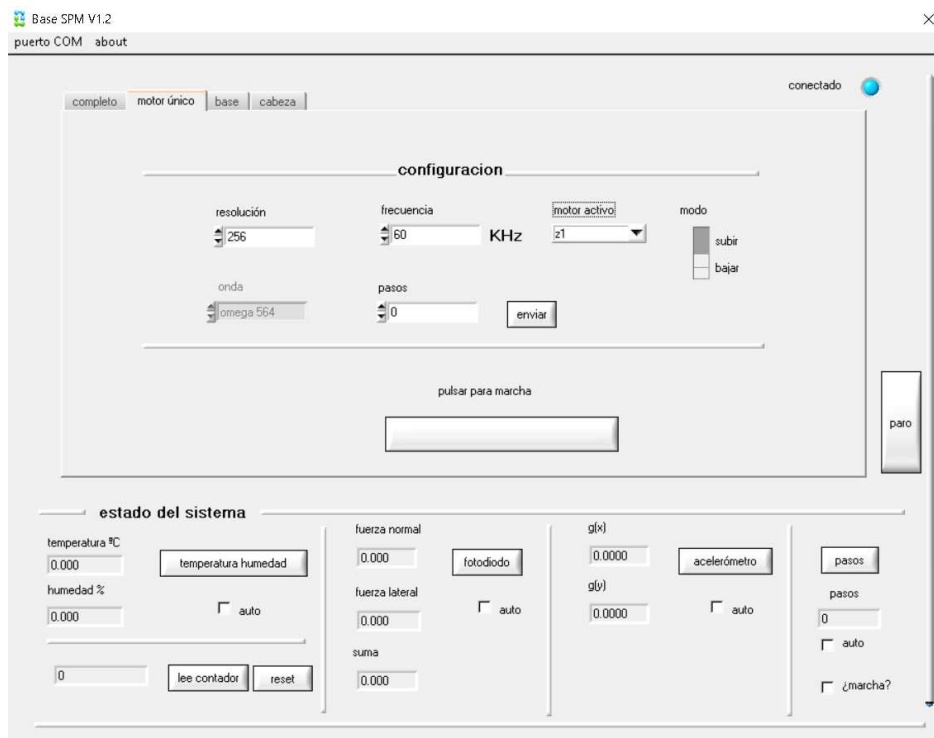 Base SPM V1.2
puerto COM about
conectado
completo motor único base cabeza
configuracion
resolución frecuencia motor activo modo
256 60 KHz z1 subir
bajar
onda pasos
omega 564 0 enviar
pulsar para marcha
paro
estado del sistema
temperatura ºC
0.000 temperatura humedad
humedad %
0.000 auto
0 lee contador reset
fuerza normal
0.000 fotodiodo
fuerza lateral
0.000 auto
suma
0.000
g(x)
0.0000 acelerómetro
g(y)
0.0000 auto
pasos
pasos
0
auto
¿marcha?